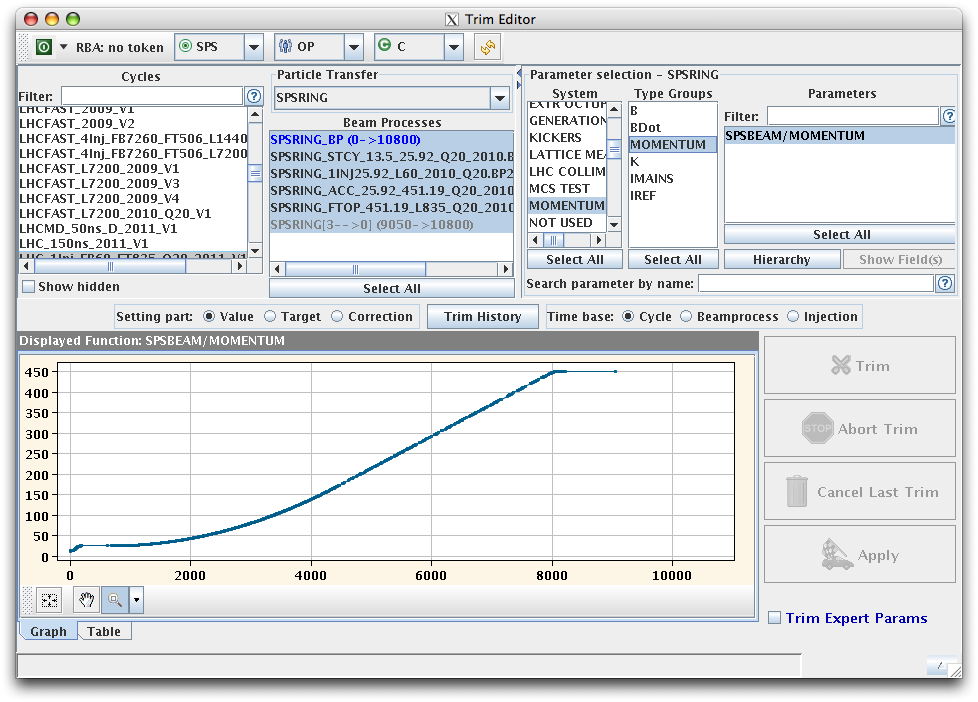 Trim Editor
RBA: no token
SPS
OP
C
Cycles
Filter:
LHCFAST_2009_V1
LHCFAST_2009_V2
LHCFAST_4Inj_FB7260_FT506_L1440
LHCFAST_4Inj_FB7260_FT506_L7200
LHCFAST_L7200_2009_V1
LHCFAST_L7200_2009_V3
LHCFAST_L7200_2009_V4
LHCFAST_L7200_2010_Q20_V1
LHCMD_50ns_D_2011_V1
LHC_150ns_2011_V1
LHC_1Inj_FB60_FT835_Q20_2011_V1
Show hidden
Particle Transfer
SPSRING
Beam Processes
SPSRING_BP (0->10800)
SPSRING_STCY_13.5_25.92_Q20_2010.B
SPSRING_1INJ25.92_L60_2010_Q20.BP2
SPSRING_ACC_25.92_451.19_Q20_2010
SPSRING_FTOP_451.19_L835_Q20_2010
SPSRING[3-->0] (9050->10800)
Select All
Parameter selection - SPSRING
System
EXTR OCTUP
GENERATION
KICKERS
LATTICE MEA
LHC COLLIM
MCS TEST
MOMENTUM
NOT USED
Select All
Type Groups
B
BDot
MOMENTUM
K
IMAINS
IREF
Select All
Parameters
Filter:
SPSBEAM/MOMENTUM
Select All
Hierarchy
Show Field(s)
Search parameter by name:
Setting part:
Value
Target
Correction
Trim History
Time base:
Cycle
Beamprocess
Injection
Displayed Function: SPSBEAM/MOMENTUM
450
400
350
300
250
200
150
100
50
0
0
2000
4000
6000
8000
10000
Graph
Table
Trim
STOP
Abort Trim
Cancel Last Trim
Apply
Trim Expert Params